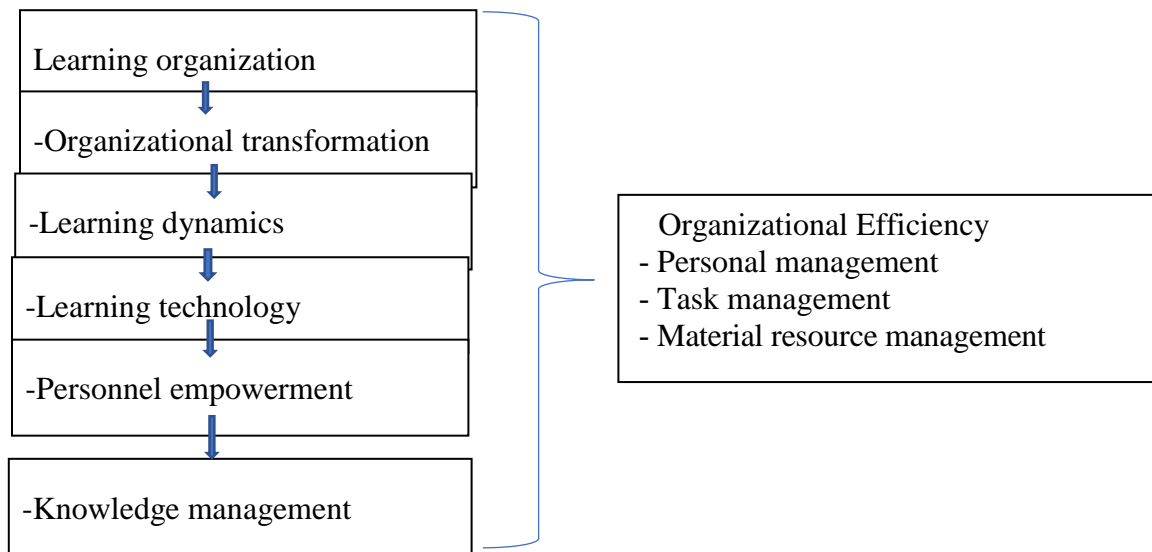 Learning organization
-Organizational transformation
-Learning dynamics
-Learning technology
-Personnel empowerment
-Knowledge management
Organizational Efficiency
- Personal management
- Task management
- Material resource management